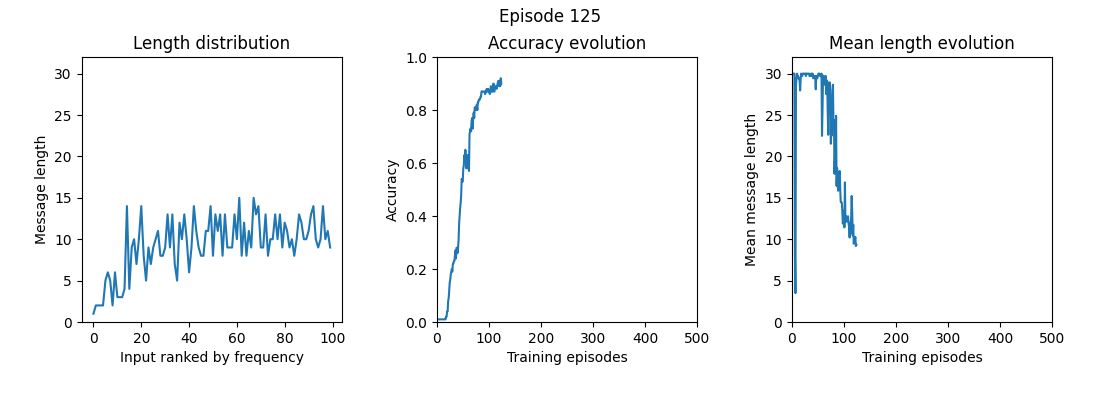 Episode 125
Length distribution
Message length
30
25
20
15
10
5
0
0 20 40 60 80 100
Input ranked by frequency
Accuracy evolution
Accuracy
1.0
0.8
0.6
0.4
0.2
0.0
0 100 200 300 400 500
Training episodes
Mean length evolution
Mean message length
30
25
20
15
10
5
0
0 100 200 300 400 500
Training episodes